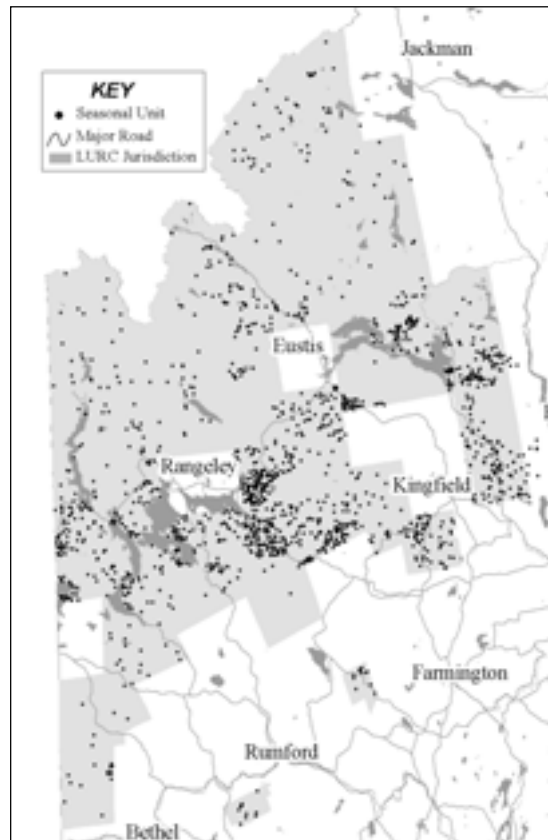 Jackman
KEY
Seasonal Unit
Major Road
LURC Jurisdiction
Eustis
Rangeley
Kingfield
Farmington
Rumford
Bethel